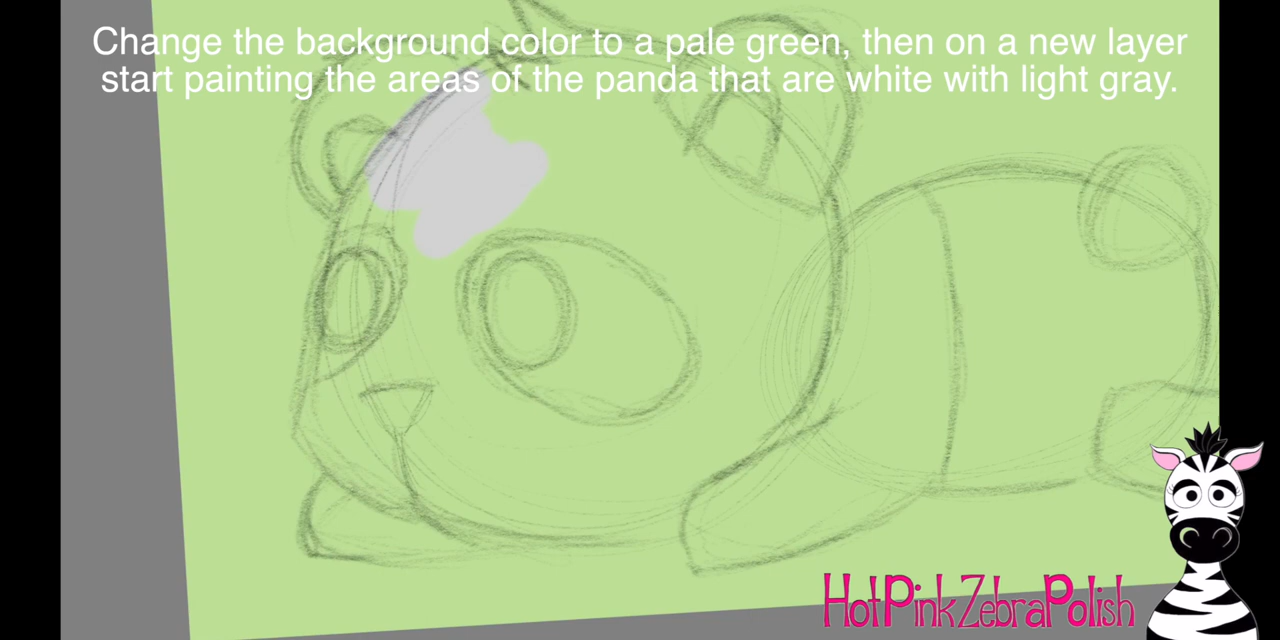 Change the background color to a pale green, then on a new layer
start painting the areas of the panda that are white with light gray.
HotPinkZebraPolish